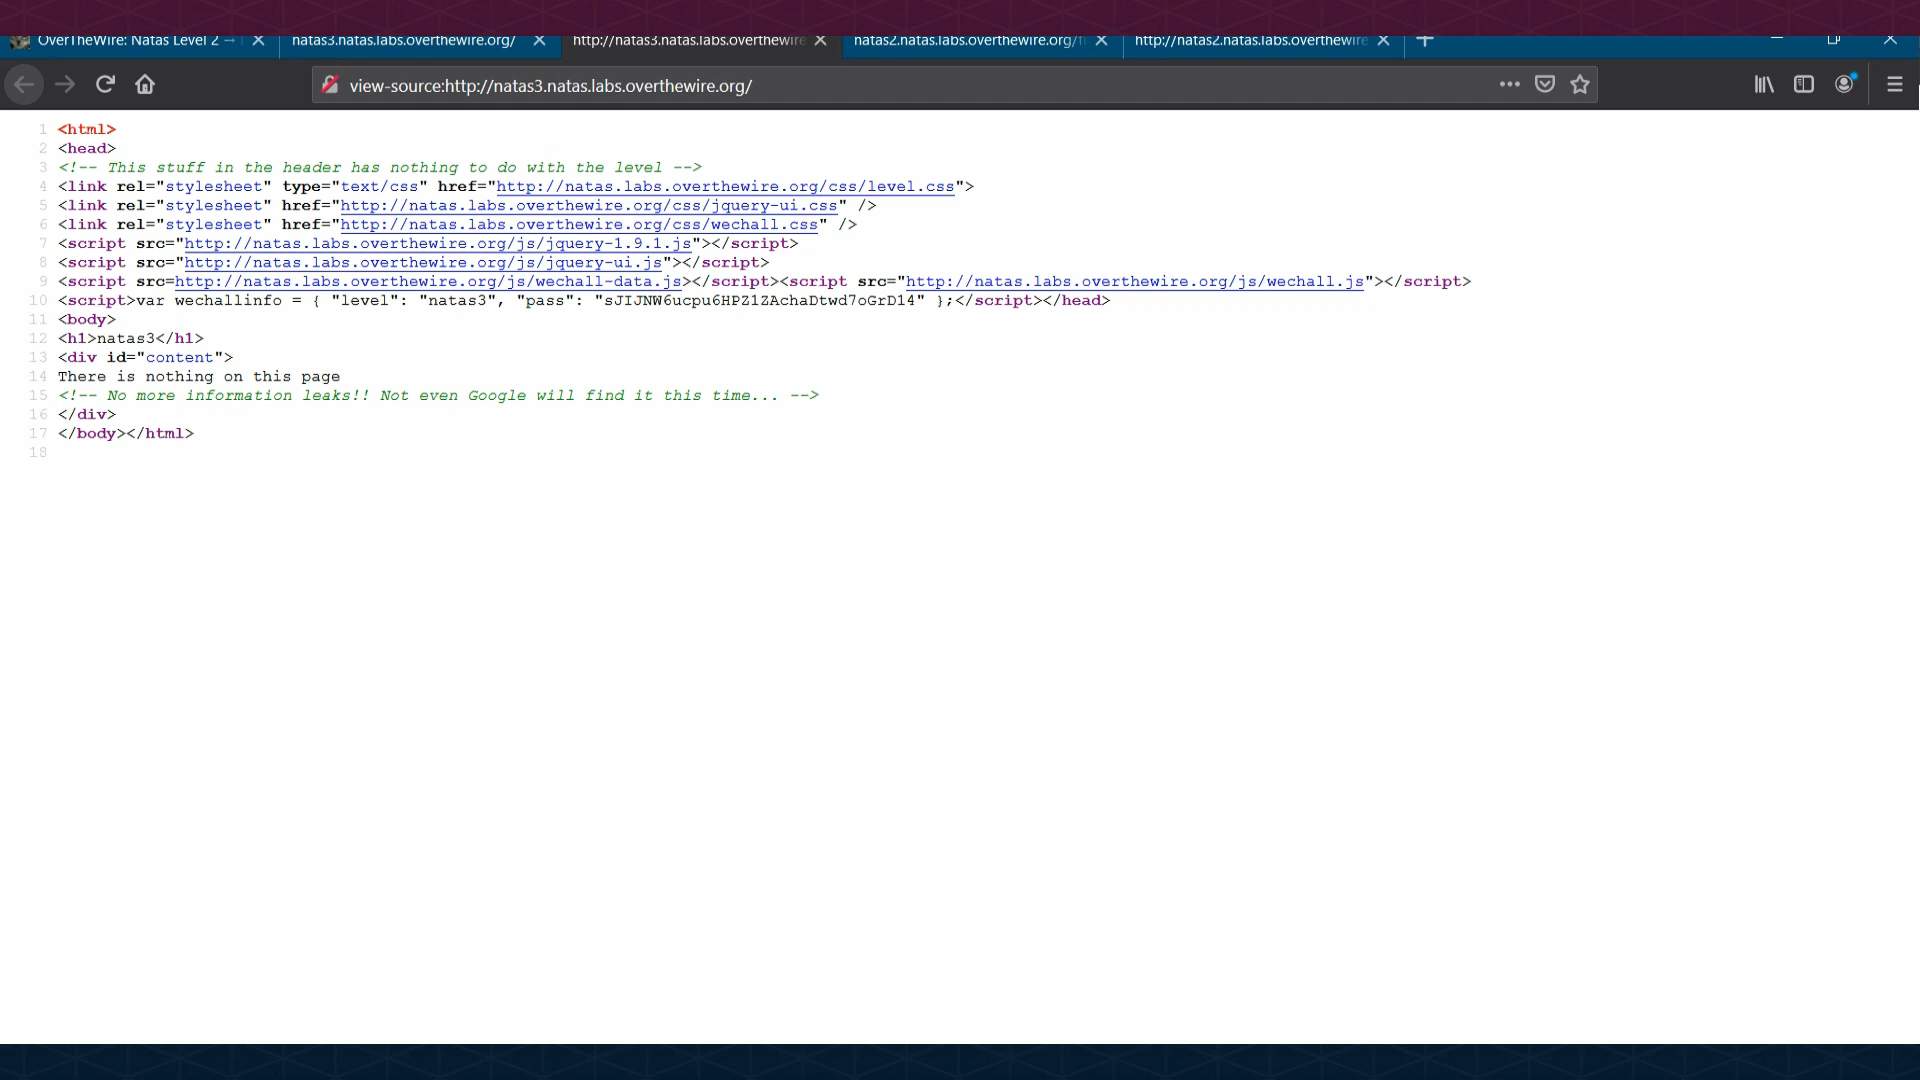 OverTheWire: Natas Level 2 →
natas3.natas.labs.overthewire.org/
http://natas3.natas.labs.overthewire
natas2.natas.labs.overthewire.org/f
http://natas2.natas.labs.overthewire
view-source:http://natas3.natas.labs.overthewire.org/
1 <html>
2 <head>
3 <!-- This stuff in the header has nothing to do with the level -->
4 <link rel="stylesheet" type="text/css" href="http://natas.labs.overthewire.org/css/level.css">
5 <link rel="stylesheet" href="http://natas.labs.overthewire.org/css/jquery-ui.css" />
6 <link rel="stylesheet" href="http://natas.labs.overthewire.org/css/wechall.css" />
7 <script src="http://natas.labs.overthewire.org/js/jquery-1.9.1.js"></script>
8 <script src="http://natas.labs.overthewire.org/js/jquery-ui.js"></script>
9 <script src=http://natas.labs.overthewire.org/js/wechall-data.js></script><script src="http://natas.labs.overthewire.org/js/wechall.js"></script>
10 <script>var wechallinfo = { "level": "natas3", "pass": "sJIJNW6ucpu6HPZ1ZAchaDtwd7oGrD14" };</script></head>
11 <body>
12 <h1>natas3</h1>
13 <div id="content">
14 There is nothing on this page
15 <!-- No more information leaks!! Not even Google will find it this time... -->
16 </div>
17 </body></html>
18